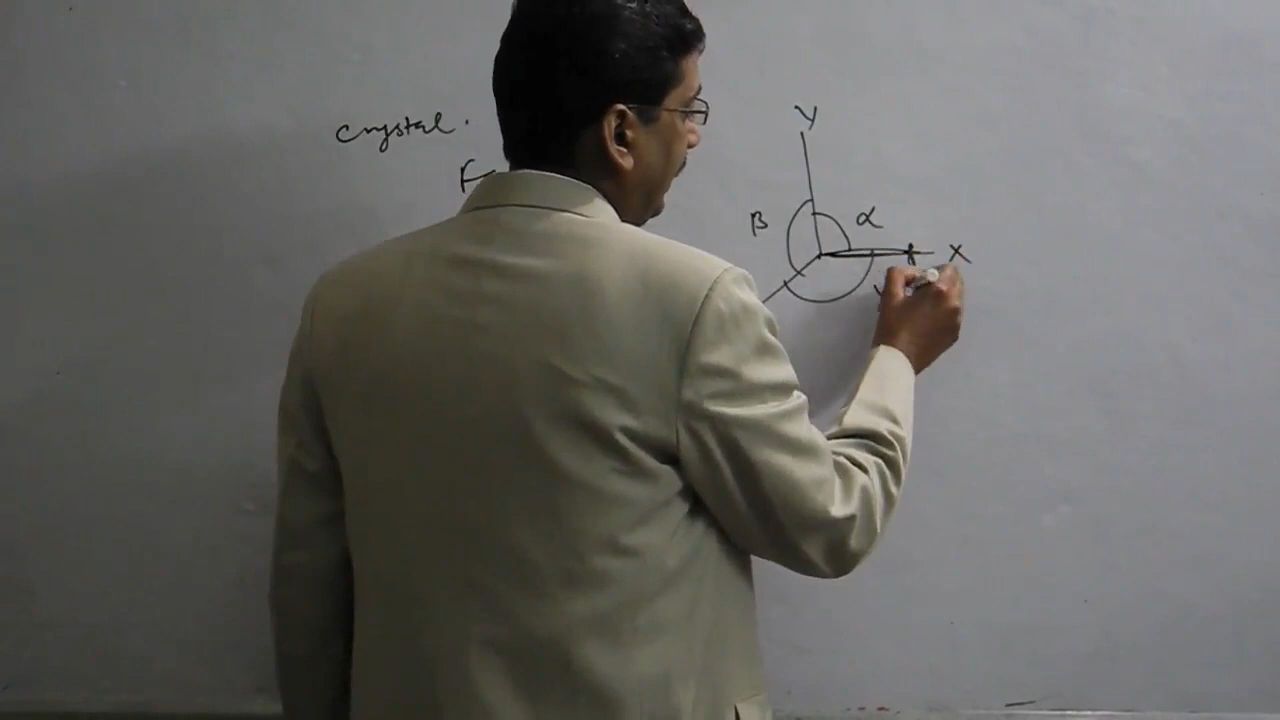 crystal.
F
Y
β α
X